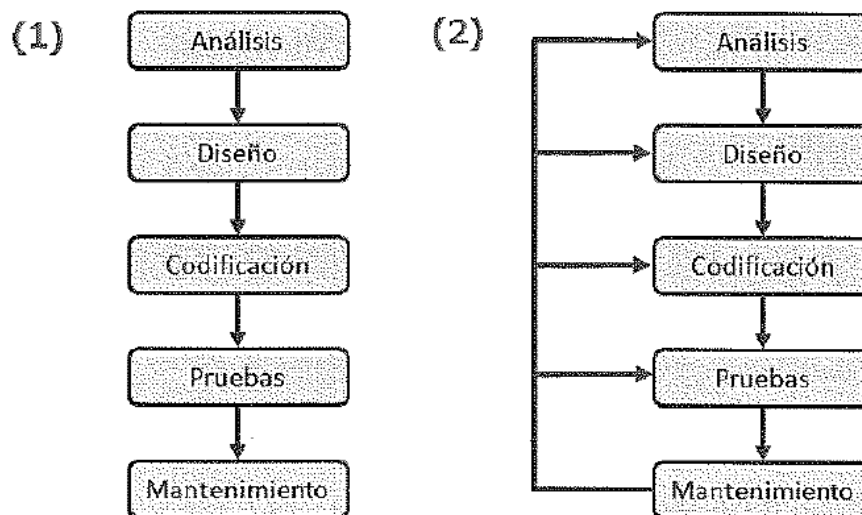 (1)
Análisis
Diseño
Codificación
Pruebas
Mantenimiento
(2)
Análisis
Diseño
Codificación
Pruebas
Mantenimiento